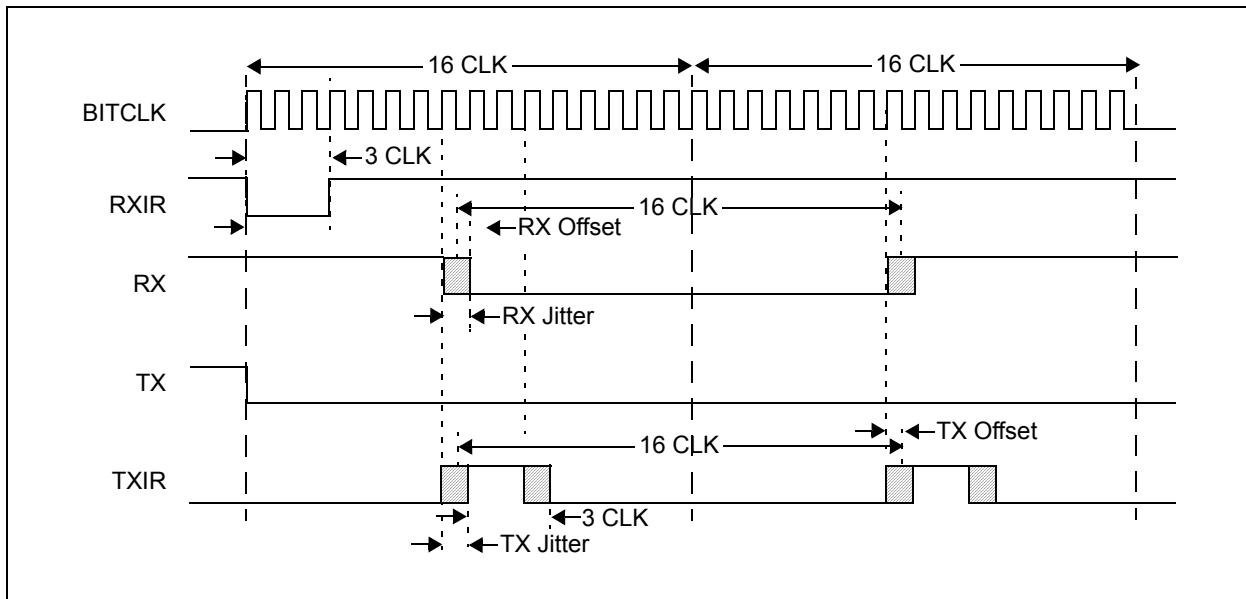 16 CLK
16 CLK
BITCLK
3 CLK
RXIR
16 CLK
RX Offset
RX
RX Jitter
TX
TX Offset
16 CLK
TXIR
3 CLK
TX Jitter